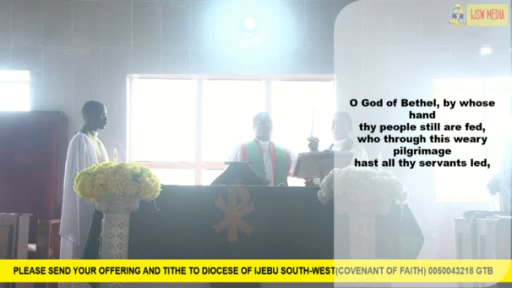 IJSW MEDIA
O God of Bethel, by whose
hand
thy people still are fed,
who through this weary
pilgrimage
hast all thy servants led,
PLEASE SEND YOUR OFFERING AND TITHE TO DIOCESE OF IJEBU SOUTH-WEST(COVENANT OF FAITH) 0050043218 GTB